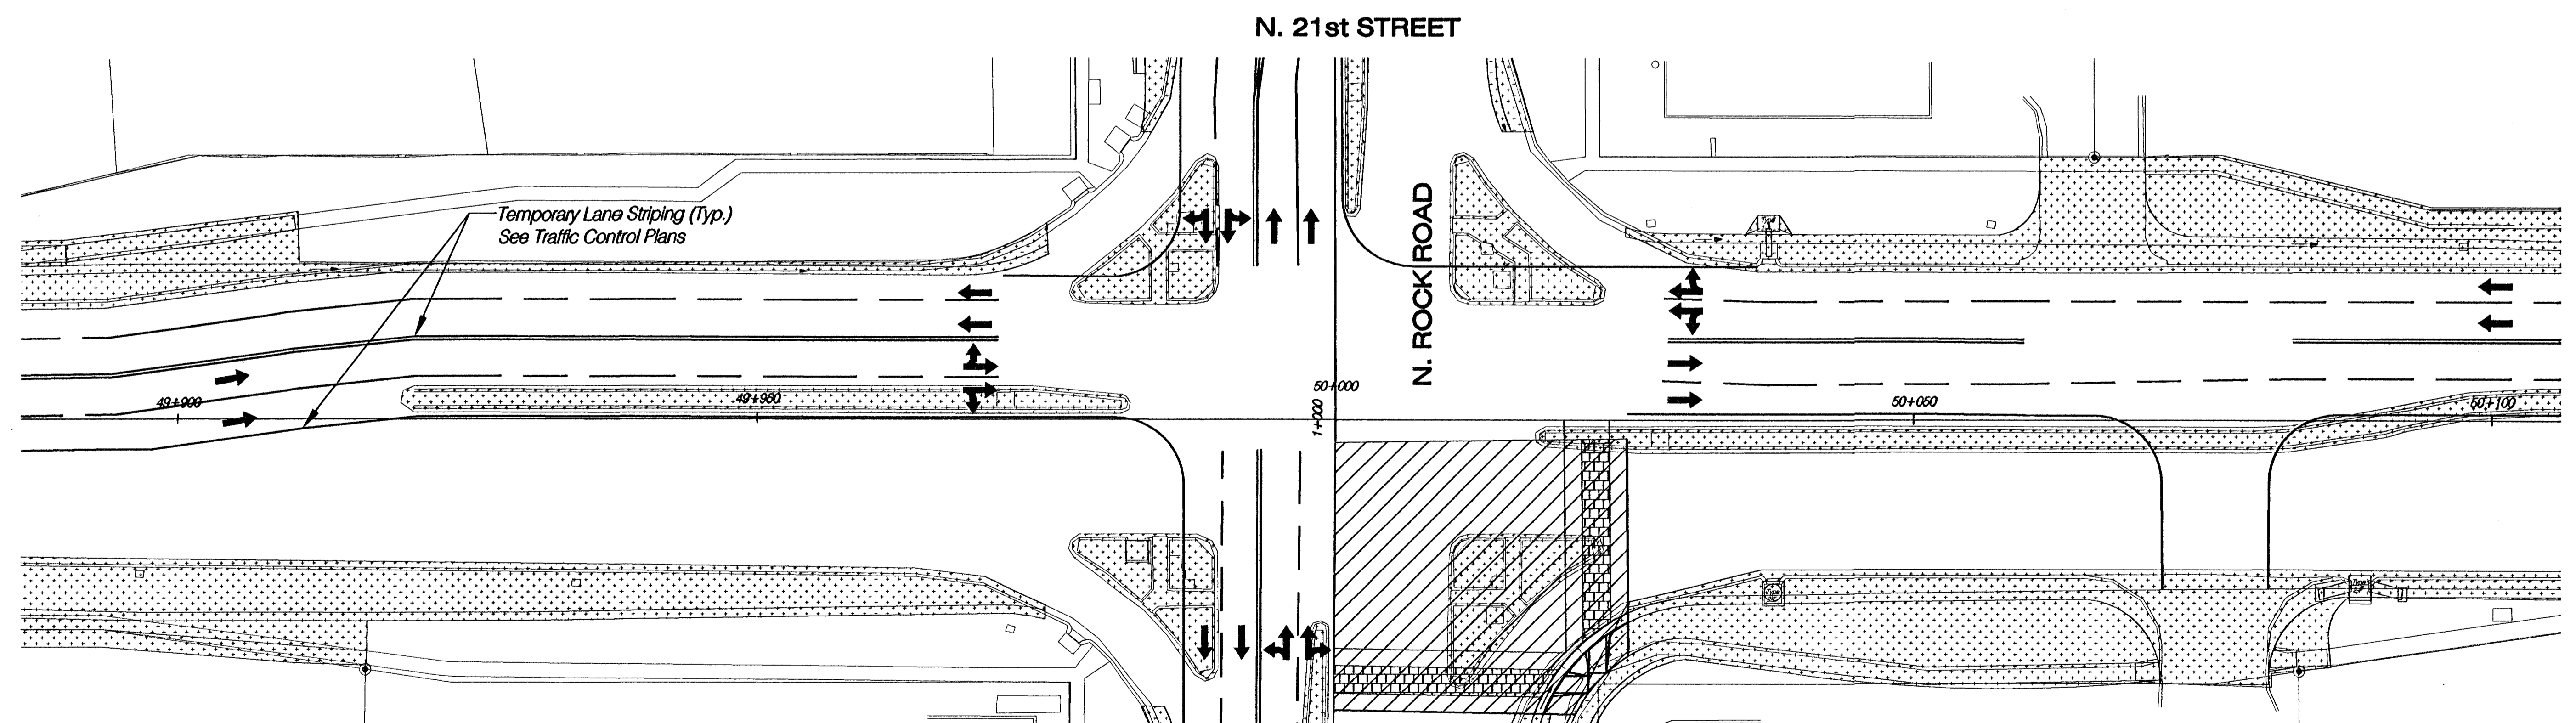 N. 21st STREET
N. ROCK ROAD
Temporary Lane Striping (Typ.)
See Traffic Control Plans
49+900
49+950
50+000
1+000
50+050
50+100